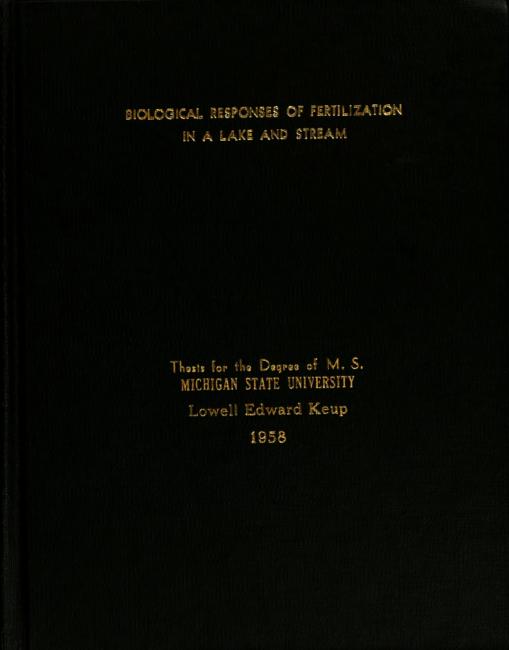 BIOLOGICAL RESPONSES OF FERTILIZATION
IN A LAKE AND STREAM
Thesis for the Degree of M. S.
MICHIGAN STATE UNIVERSITY
Lowell Edward Keup
1958